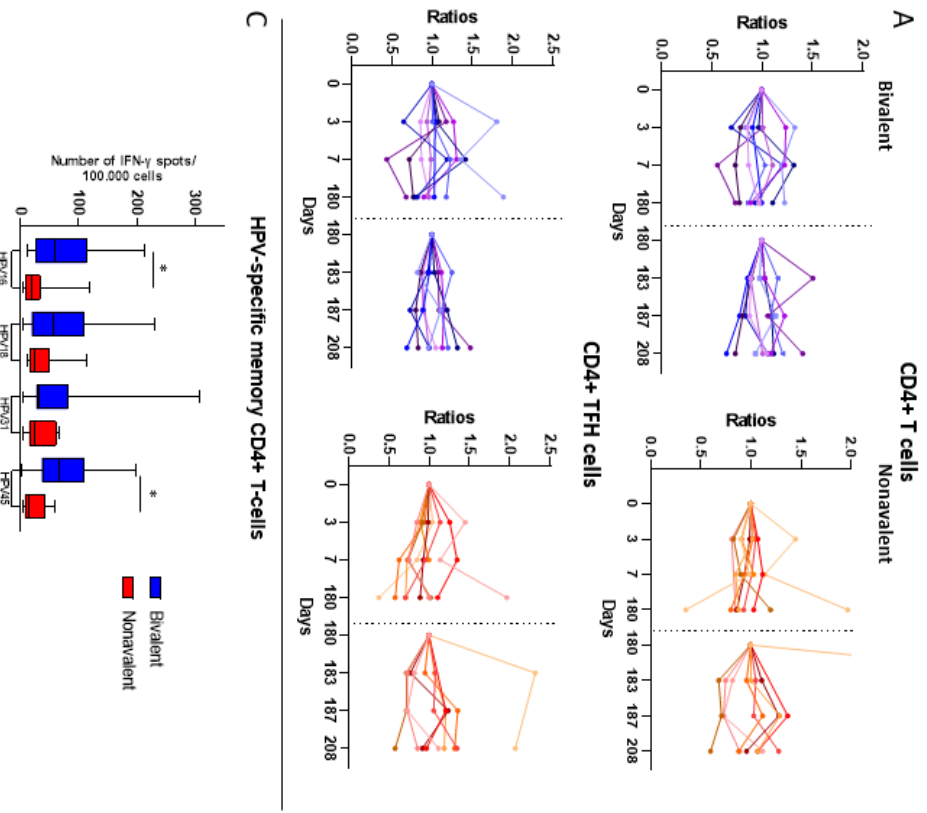 A
CD4+ T cells
Bivalent
Nonavalent
Ratios
2.0
1.5
1.0
0.5
0.0
0 3 7 180 180 183 187 208
Days
Ratios
2.0
1.5
1.0
0.5
0.0
0 3 7 180 180 183 187 208
Days
CD4+ TFH cells
Ratios
2.5
2.0
1.5
1.0
0.5
0.0
0 3 7 180 180 183 187 208
Days
Ratios
2.5
2.0
1.5
1.0
0.5
0.0
0 3 7 180 180 183 187 208
Days
C
HPV-specific memory CD4+ T-cells
Number of IFN-γ spots/
100.000 cells
300
200
100
0
*
*
HPV16 HPV18 HPV31 HPV45
Bivalent
Nonavalent